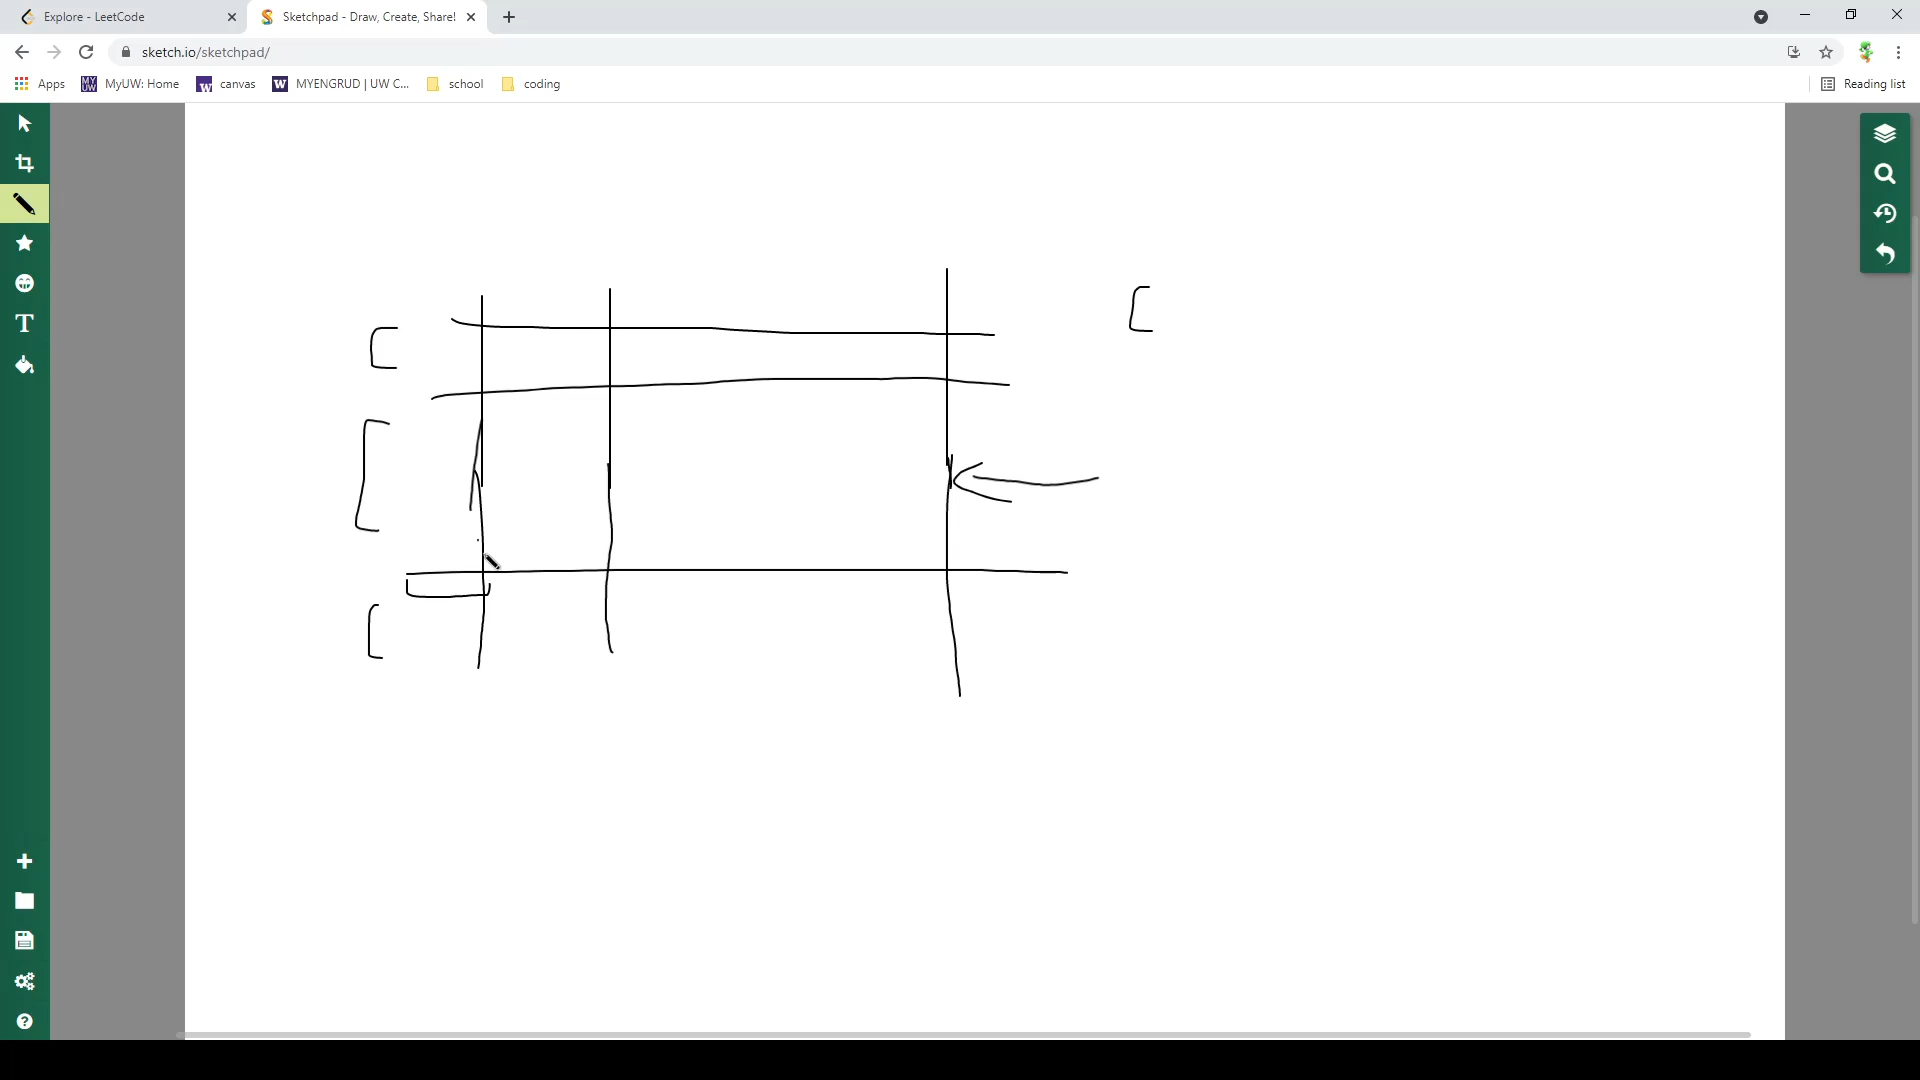 Explore - LeetCode
Sketchpad - Draw, Create, Share!
sketch.io/sketchpad/
Apps
MyUW: Home
canvas
MYENGRUD | UW C...
school
coding
Reading list